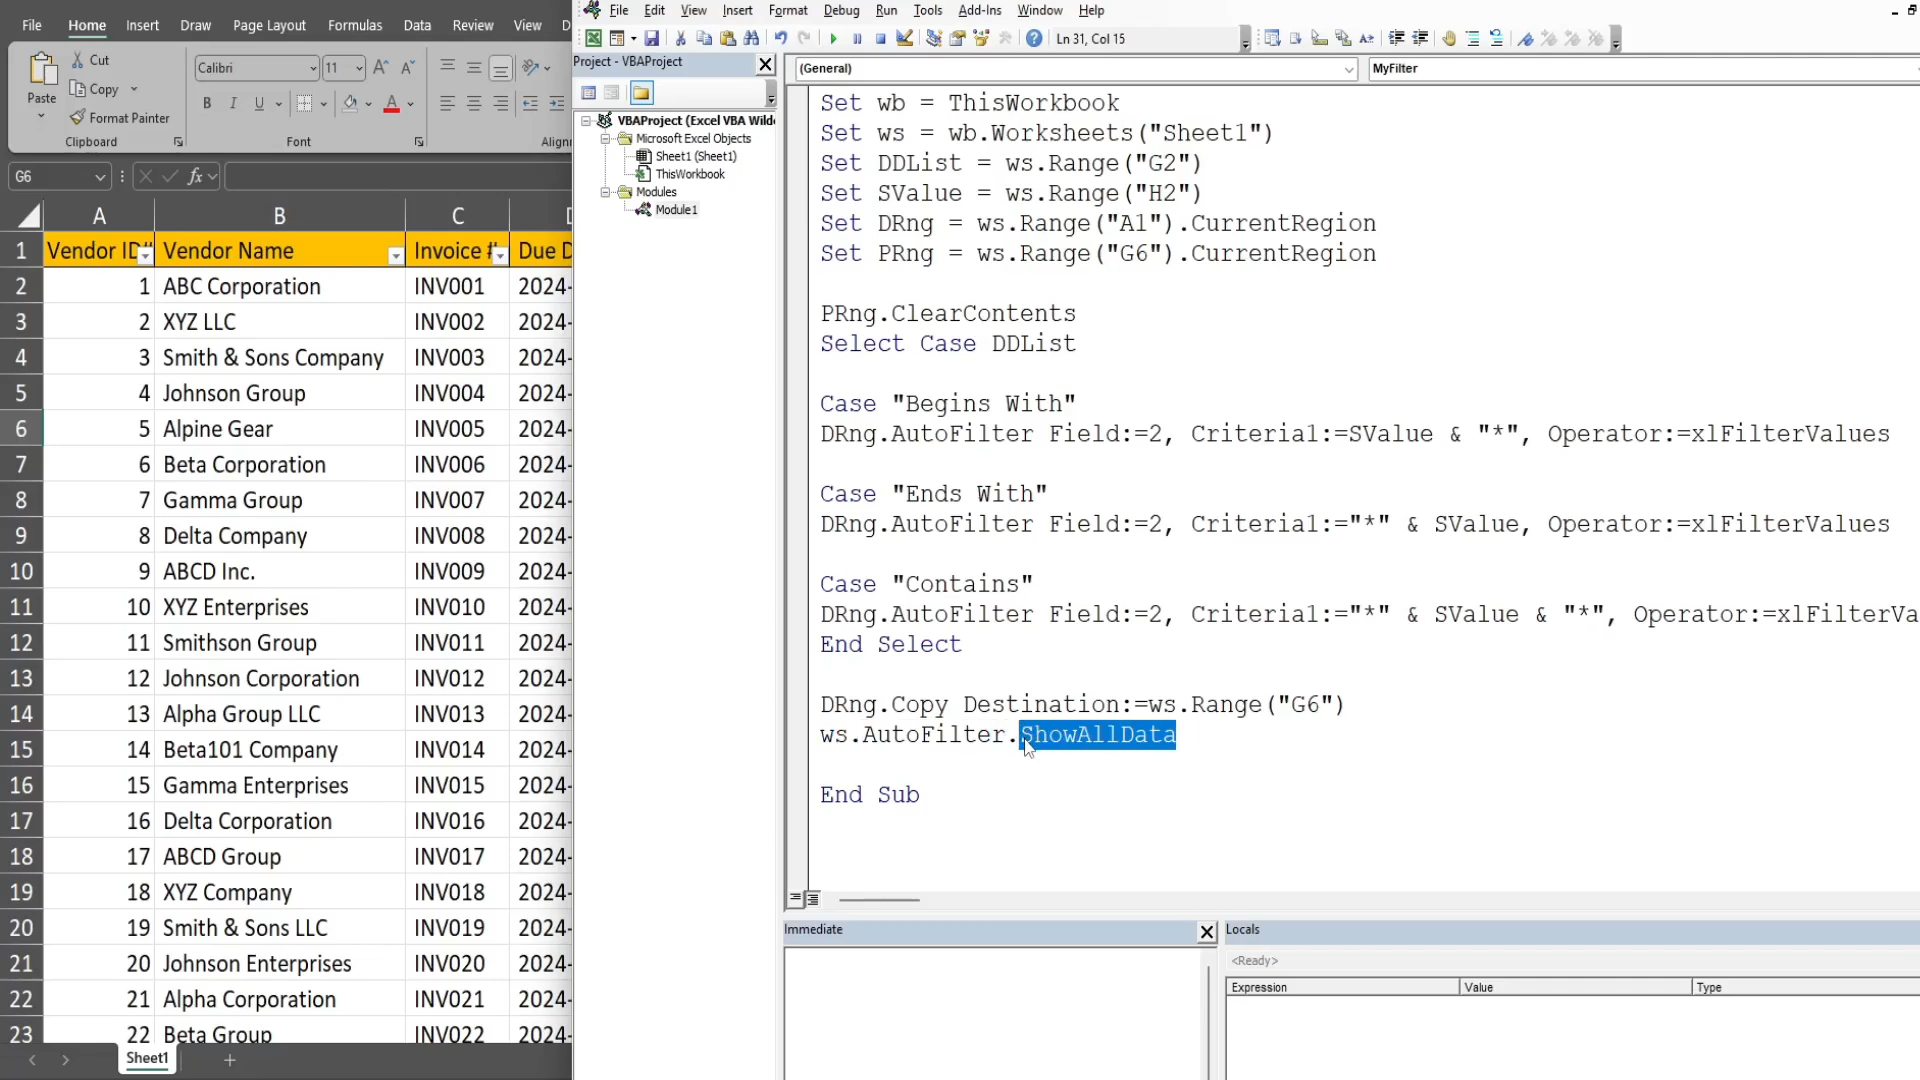 File Home Insert Draw Page Layout Formulas Data Review View D
File Edit View Insert Format Debug Run Tools Add-Ins Window Help
Paste
Cut
Copy
Format Painter
Clipboard
Calibri 11
B I U A
Font
Alignm
Ln 31, Col 15
G6
fx
A B C D
1 Vendor ID# Vendor Name Invoice # Due D
2 1 ABC Corporation INV001 2024-
3 2 XYZ LLC INV002 2024-
4 3 Smith & Sons Company INV003 2024-
5 4 Johnson Group INV004 2024-
6 5 Alpine Gear INV005 2024-
7 6 Beta Corporation INV006 2024-
8 7 Gamma Group INV007 2024-
9 8 Delta Company INV008 2024-
10 9 ABCD Inc. INV009 2024-
11 10 XYZ Enterprises INV010 2024-
12 11 Smithson Group INV011 2024-
13 12 Johnson Corporation INV012 2024-
14 13 Alpha Group LLC INV013 2024-
15 14 Beta101 Company INV014 2024-
16 15 Gamma Enterprises INV015 2024-
17 16 Delta Corporation INV016 2024-
18 17 ABCD Group INV017 2024-
19 18 XYZ Company INV018 2024-
20 19 Smith & Sons LLC INV019 2024-
21 20 Johnson Enterprises INV020 2024-
22 21 Alpha Corporation INV021 2024-
23 22 Beta Group INV022 2024-
Sheet1
Project - VBAProject
VBAProject (Excel VBA Wild
Microsoft Excel Objects
Sheet1 (Sheet1)
ThisWorkbook
Modules
Module1
(General) MyFilter
Set wb = ThisWorkbook
Set ws = wb.Worksheets("Sheet1")
Set DDList = ws.Range("G2")
Set SValue = ws.Range("H2")
Set DRng = ws.Range("A1").CurrentRegion
Set PRng = ws.Range("G6").CurrentRegion
PRng.ClearContents
Select Case DDList
Case "Begins With"
DRng.AutoFilter Field:=2, Criteria1:=SValue & "*", Operator:=xlFilterValues
Case "Ends With"
DRng.AutoFilter Field:=2, Criteria1:="*" & SValue, Operator:=xlFilterValues
Case "Contains"
DRng.AutoFilter Field:=2, Criteria1:="*" & SValue & "*", Operator:=xlFilterVa
End Select
DRng.Copy Destination:=ws.Range("G6")
ws.AutoFilter.ShowAllData
End Sub
Immediate
Locals
<Ready>
Expression Value Type